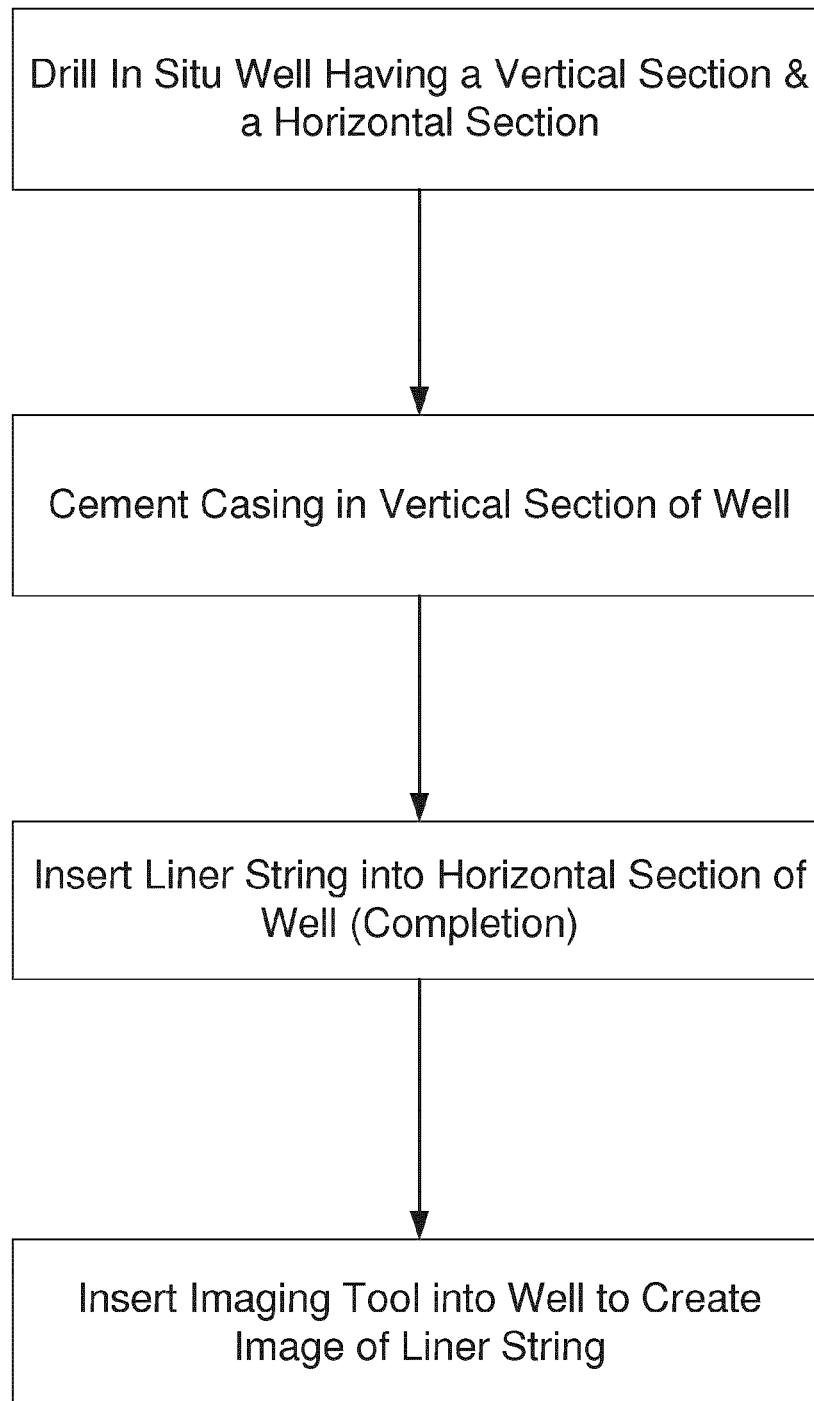 Drill In Situ Well Having a Vertical Section &
a Horizontal Section
Cement Casing in Vertical Section of Well
Insert Liner String into Horizontal Section of
Well (Completion)
Insert Imaging Tool into Well to Create
Image of Liner String